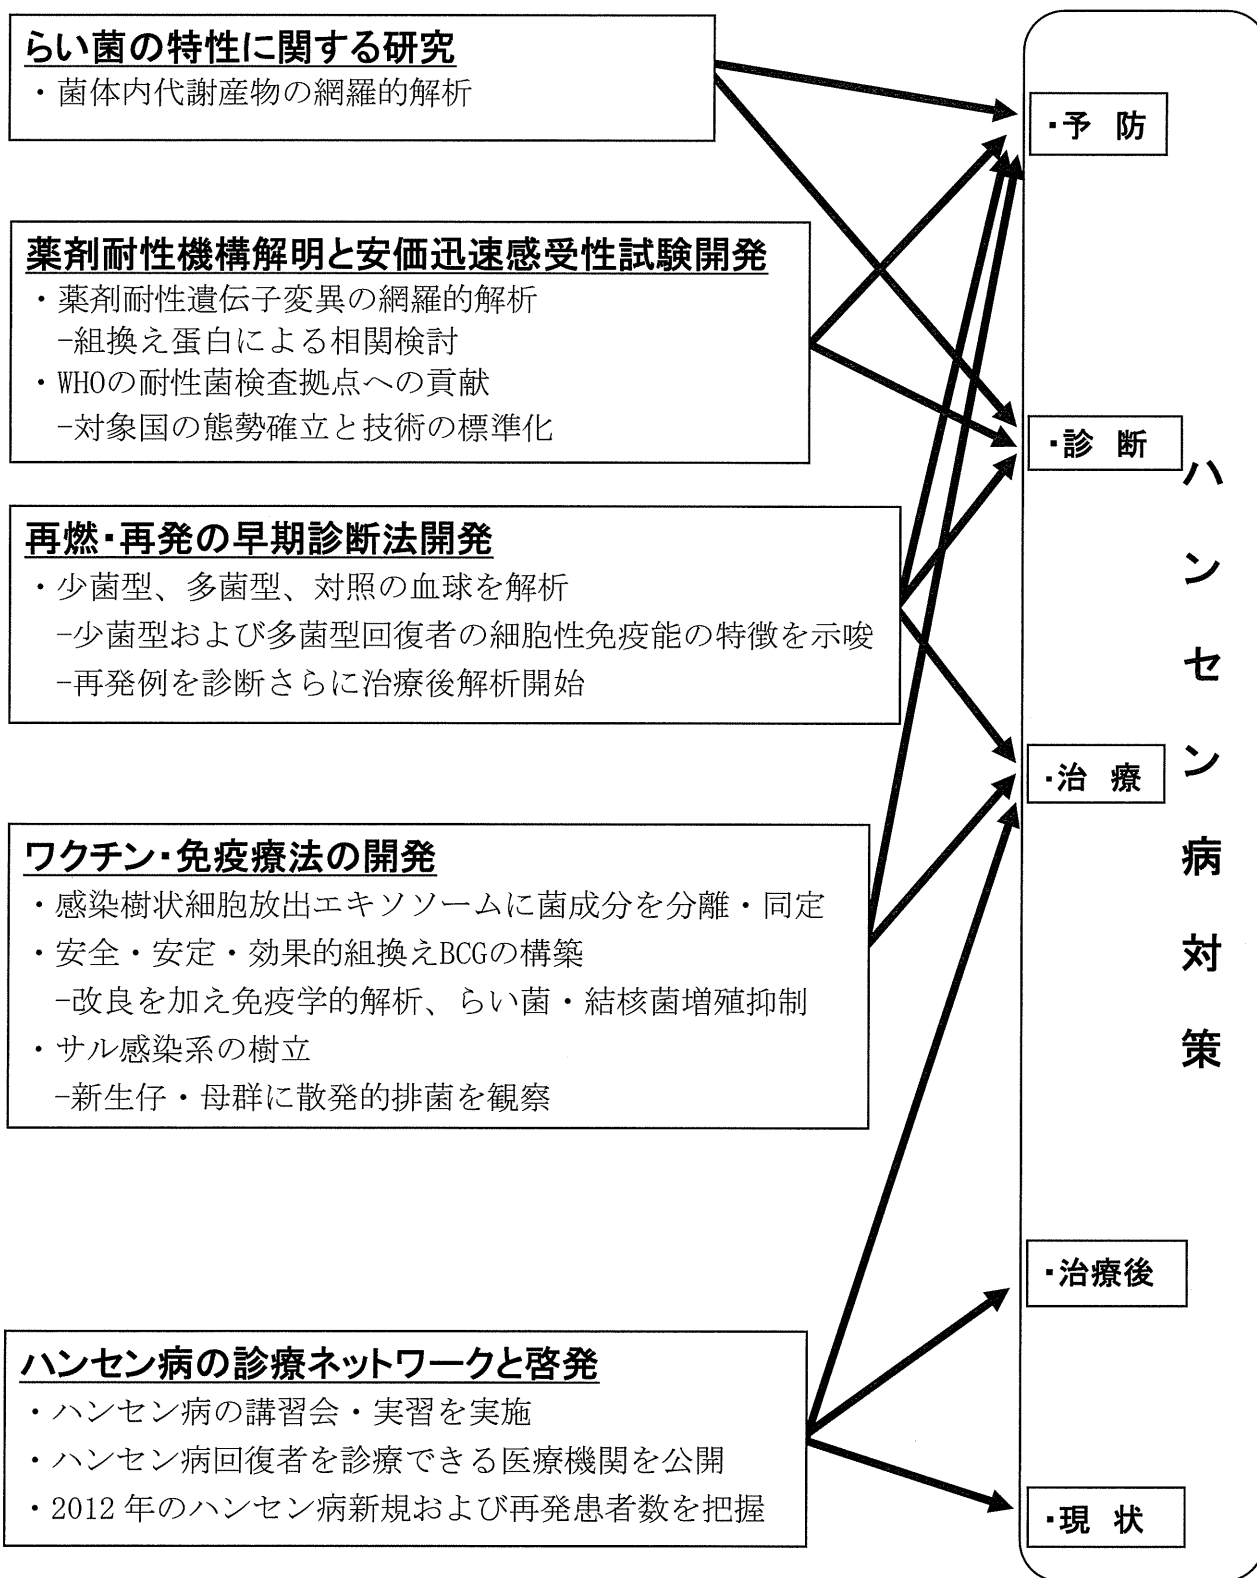 らい菌の特性に関する研究
・菌体内代謝産物の網羅的解析
薬剤耐性機構解明と安価迅速感受性試験開発
・薬剤耐性遺伝子変異の網羅的解析
-組換え蛋白による相関検討
・WHOの耐性菌検査拠点への貢献
-対象国の態勢確立と技術の標準化
再燃・再発の早期診断法開発
・少菌型、多菌型、対照の血球を解析
-少菌型および多菌型回復者の細胞性免疫能の特徴を示唆
-再発例を診断さらに治療後解析開始
ワクチン・免疫療法の開発
・感染樹状細胞放出エキソソームに菌成分を分離・同定
・安全・安定・効果的組換えBCGの構築
-改良を加え免疫学的解析、らい菌・結核菌増殖抑制
・サル感染系の樹立
-新生仔・母群に散発的排菌を観察
ハンセン病の診療ネットワークと啓発
・ハンセン病の講習会・実習を実施
・ハンセン病回復者を診療できる医療機関を公開
・2012年のハンセン病新規および再発患者数を把握
・予 防
・診 断
・治 療
・治療後
・現 状
ハンセン病対策